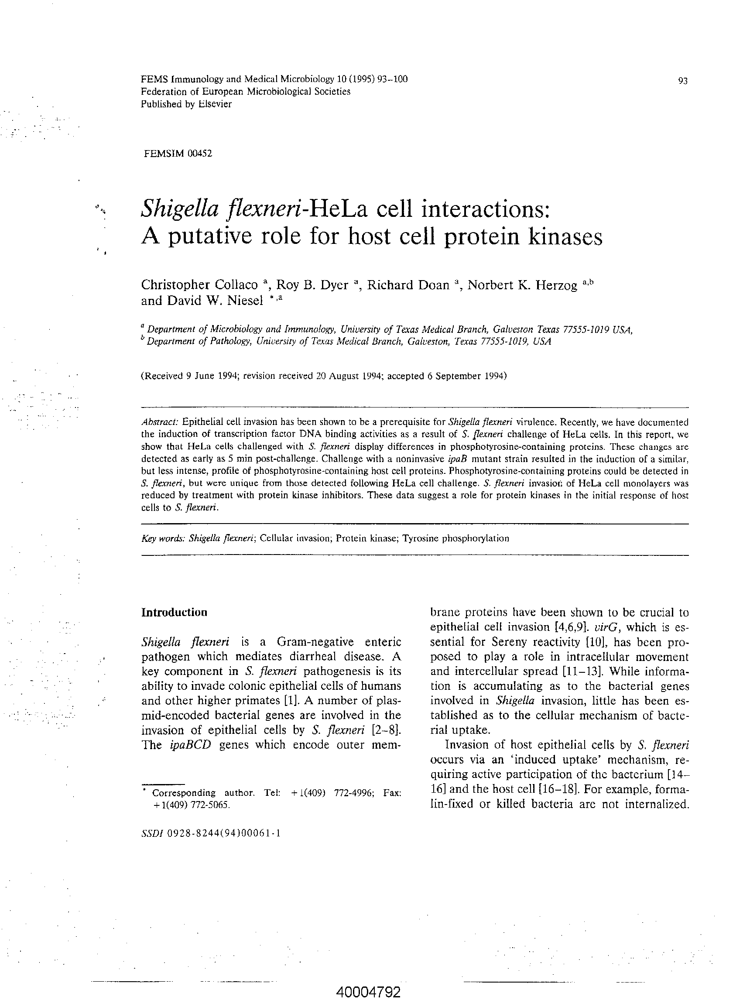 FEMS Immunology and Medical Microbiology 10 (1995) 93–100
93
Federation of European Microbiological Societies
Published by Elsevier
FEMSIM 00452
Shigella flexneri-HeLa cell interactions:
A putative role for host cell protein kinases
Christopher Collaco a, Roy B. Dyer a, Richard Doan a, Norbert K. Herzog a,b
and David W. Niesel *,a
a Department of Microbiology and Immunology, University of Texas Medical Branch, Galveston Texas 77555-1019 USA,
b Department of Pathology, University of Texas Medical Branch, Galveston, Texas 77555-1019, USA
(Received 9 June 1994; revision received 20 August 1994; accepted 6 September 1994)
Abstract: Epithelial cell invasion has been shown to be a prerequisite for Shigella flexneri virulence. Recently, we have documented
the induction of transcription factor DNA binding activities as a result of S. flexneri challenge of HeLa cells. In this report, we
show that HeLa cells challenged with S. flexneri display differences in phosphotyrosine-containing proteins. These changes are
detected as early as 5 min post-challenge. Challenge with a noninvasive ipaB mutant strain resulted in the induction of a similar,
but less intense, profile of phosphotyrosine-containing host cell proteins. Phosphotyrosine-containing proteins could be detected in
S. flexneri, but were unique from those detected following HeLa cell challenge. S. flexneri invasion of HeLa cell monolayers was
reduced by treatment with protein kinase inhibitors. These data suggest a role for protein kinases in the initial response of host
cells to S. flexneri.
Key words: Shigella flexneri; Cellular invasion; Protein kinase; Tyrosine phosphorylation
Introduction
Shigella flexneri is a Gram-negative enteric
pathogen which mediates diarrheal disease. A
key component in S. flexneri pathogenesis is its
ability to invade colonic epithelial cells of humans
and other higher primates [1]. A number of plas-
mid-encoded bacterial genes are involved in the
invasion of epithelial cells by S. flexneri [2–8].
The ipaBCD genes which encode outer mem-
* Corresponding author. Tel: +1(409) 772-4996; Fax:
+1(409) 772-5065.
SSDI 0928-8244(94)00061-1
brane proteins have been shown to be crucial to
epithelial cell invasion [4,6,9]. virG, which is es-
sential for Sereny reactivity [10], has been pro-
posed to play a role in intracellular movement
and intercellular spread [11–13]. While informa-
tion is accumulating as to the bacterial genes
involved in Shigella invasion, little has been es-
tablished as to the cellular mechanism of bacte-
rial uptake.
Invasion of host epithelial cells by S. flexneri
occurs via an 'induced uptake' mechanism, re-
quiring active participation of the bacterium [14–
16] and the host cell [16–18]. For example, forma-
lin-fixed or killed bacteria are not internalized.
40004792